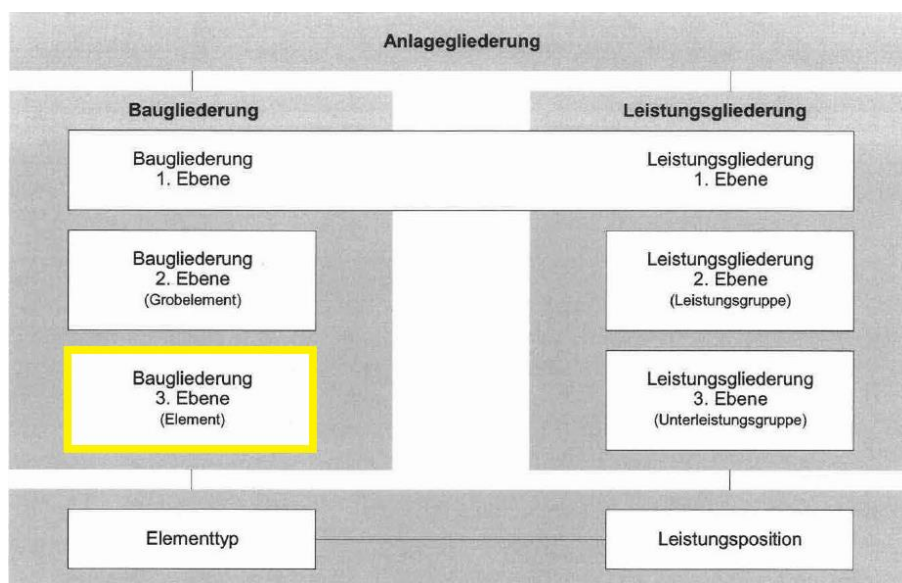 Anlagegliederung
Baugliederung
Leistungsgliederung
Baugliederung
1. Ebene
Leistungsgliederung
1. Ebene
Baugliederung
2. Ebene
(Grobelement)
Leistungsgliederung
2. Ebene
(Leistungsgruppe)
Baugliederung
3. Ebene
(Element)
Leistungsgliederung
3. Ebene
(Unterleistungsgruppe)
Elementtyp
Leistungsposition